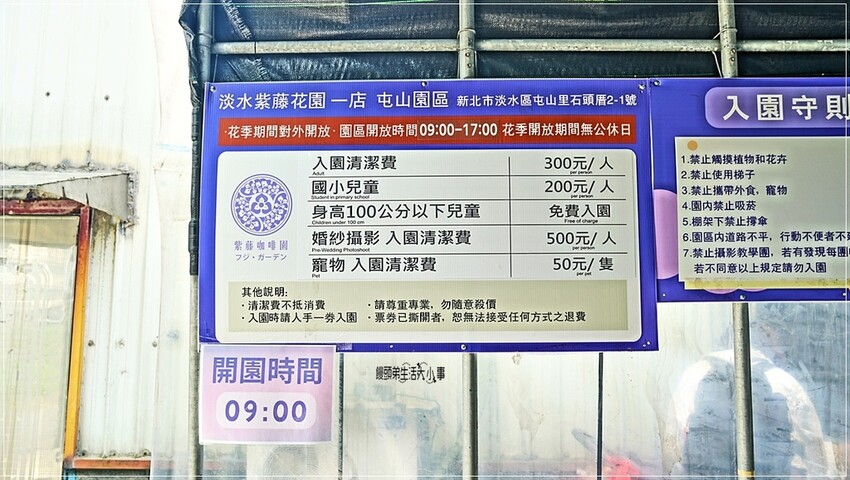 淡水紫藤花園 一店 屯山園區 新北市淡水區屯山里石頭厝2-1號
·花季期間對外開放·園區開放時間09:00-17:00 花季開放期間無公休日
入園清潔費 300元/人
Adult per person
國小兒童 200元/人
Student in primary school per person
身高100公分以下兒童 免費入園
Children under 100 cm Free of charge
婚紗攝影 入園清潔費 500元/人
Pre-Wedding Photoshoot per person
寵物 入園清潔費 50元/隻
Pet per pet
紫藤咖啡園
フジ・ガーデン
其他說明:
·清潔費不抵消費 ·請尊重專業,勿隨意殺價
·入園時請人手一券入園 ·票券已撕開者,恕無法接受任何方式之退費
入園守則
1.禁止觸摸植物和花卉
2.禁止使用梯子
3.禁止攜帶外食,寵物
4.園內禁止吸菸
5.棚架下禁止撐傘
6.園區內道路不平,行動不便者不
7.禁止攝影教學團,若有發現每團
若不同意以上規定請勿入園
開園時間
09:00
饅頭弟生活大小事